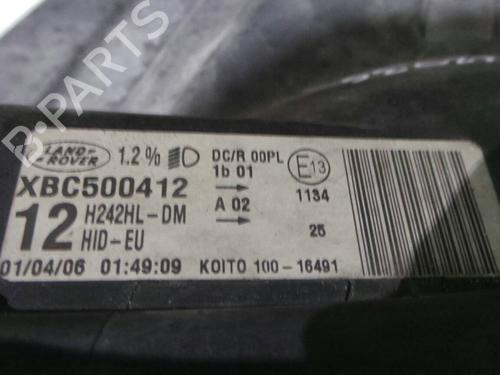 B-PARTS
LAND-ROVER
1.2% DC/R 00PL E13
XBC500412 1b 01
12 H242HL-DM A 02 1134
HID-EU 25
01/04/06 01:49:09 KOITO 100-16491